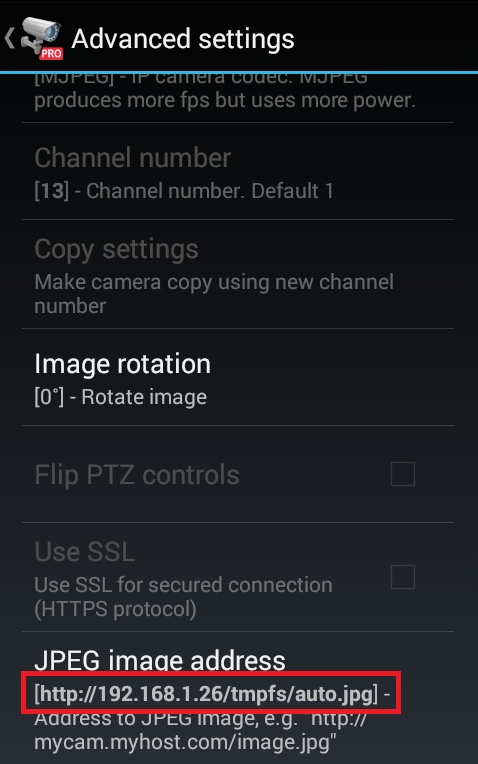 PRO
Advanced settings
[MJPEG] - IP camera codec. MJPEG
produces more fps but uses more power.
Channel number
[13] - Channel number. Default 1
Copy settings
Make camera copy using new channel
number
Image rotation
[0°] - Rotate image
Flip PTZ controls
Use SSL
Use SSL for secured connection
(HTTPS protocol)
JPEG image address
[http://192.168.1.26/tmpfs/auto.jpg] -
Address to JPEG image, e.g. "http://
mycam.myhost.com/image.jpg"